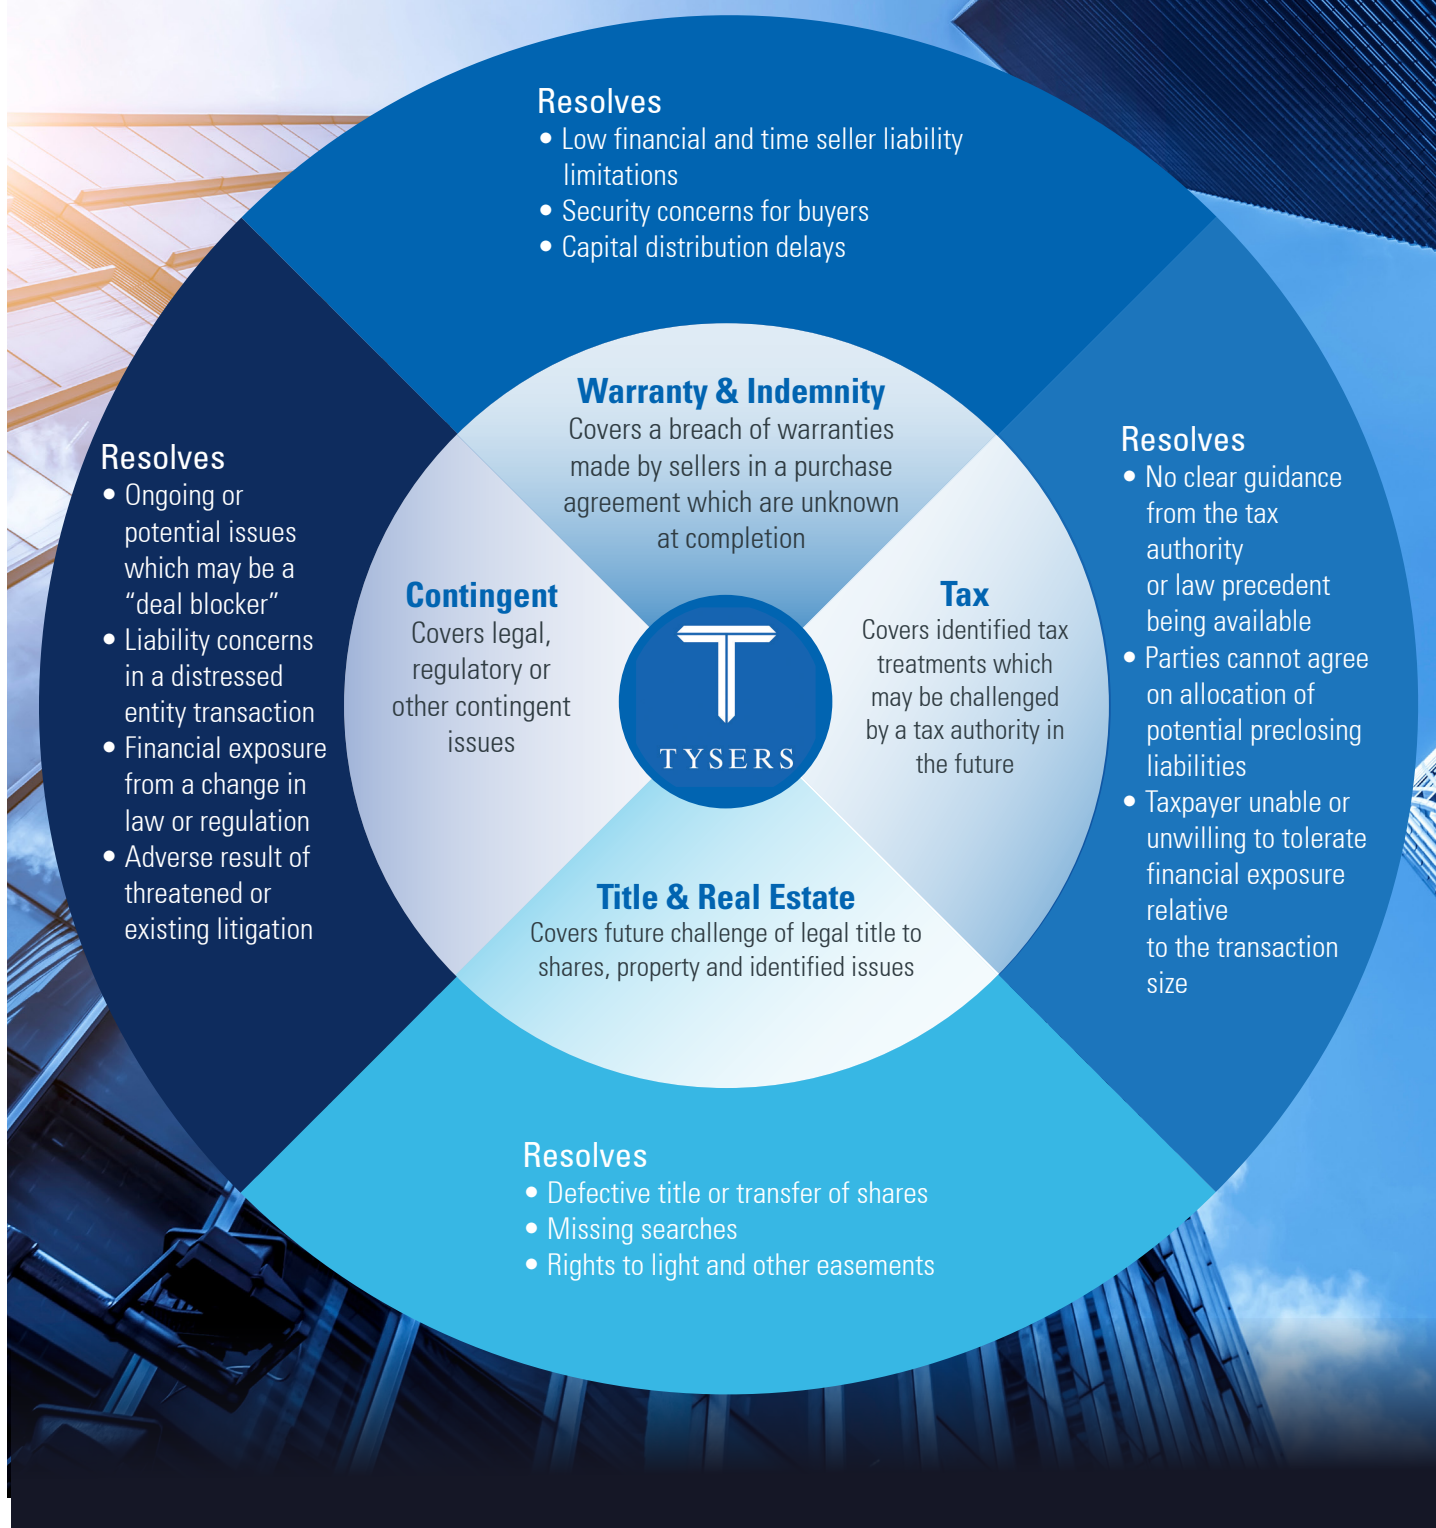 Resolves
• Low financial and time seller liability
limitations
• Security concerns for buyers
• Capital distribution delays
Warranty & Indemnity
Covers a breach of warranties
made by sellers in a purchase
agreement which are unknown
at completion
Resolves
• Ongoing or
potential issues
which may be a
“deal blocker”
• Liability concerns
in a distressed
entity transaction
• Financial exposure
from a change in
law or regulation
• Adverse result of
threatened or
existing litigation
Contingent
Covers legal,
regulatory or
other contingent
issues
TYSERS
Tax
Covers identified tax
treatments which
may be challenged
by a tax authority in
the future
Resolves
• No clear guidance
from the tax
authority
or law precedent
being available
• Parties cannot agree
on allocation of
potential preclosing
liabilities
• Taxpayer unable or
unwilling to tolerate
financial exposure
relative
to the transaction
size
Title & Real Estate
Covers future challenge of legal title to
shares, property and identified issues
Resolves
• Defective title or transfer of shares
• Missing searches
• Rights to light and other easements